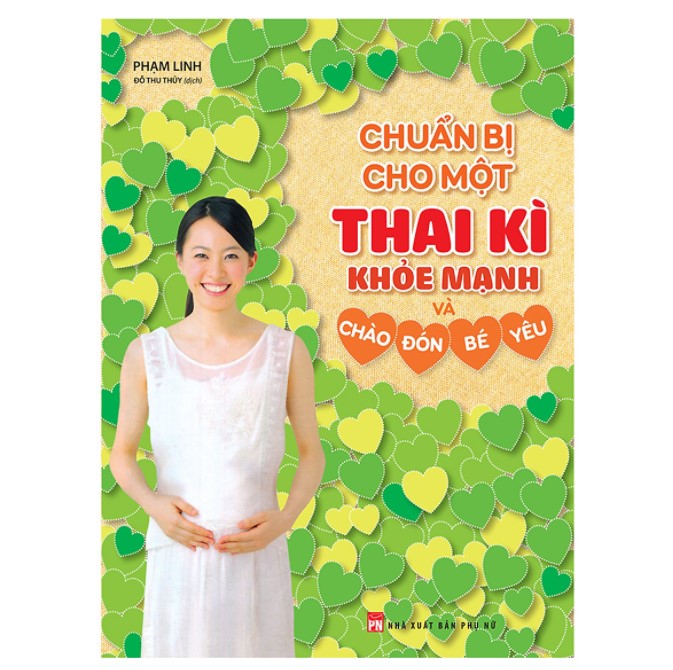 PHẠM LINH
ĐỖ THU THỦY (dịch)
CHUẨN BỊ
CHO MỘT
THAI KÌ
KHỎE MẠNH
VÀ
CHÀO ĐÓN BÉ YÊU
PN NHÀ XUẤT BẢN PHỤ NỮ